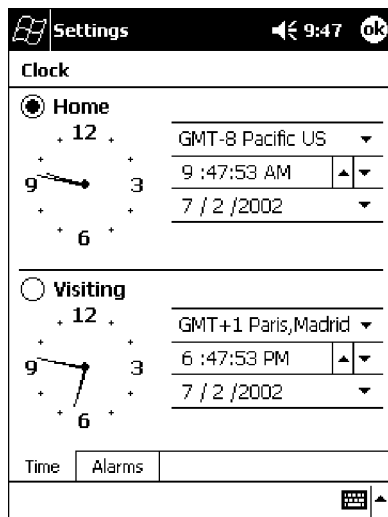 Settings 9:47 ok
Clock
Home
12
9 3
6
GMT-8 Pacific US
9 :47:53 AM
7 / 2 /2002
Visiting
12
9 3
6
GMT+1 Paris,Madrid
6 :47:53 PM
7 / 2 /2002
Time Alarms